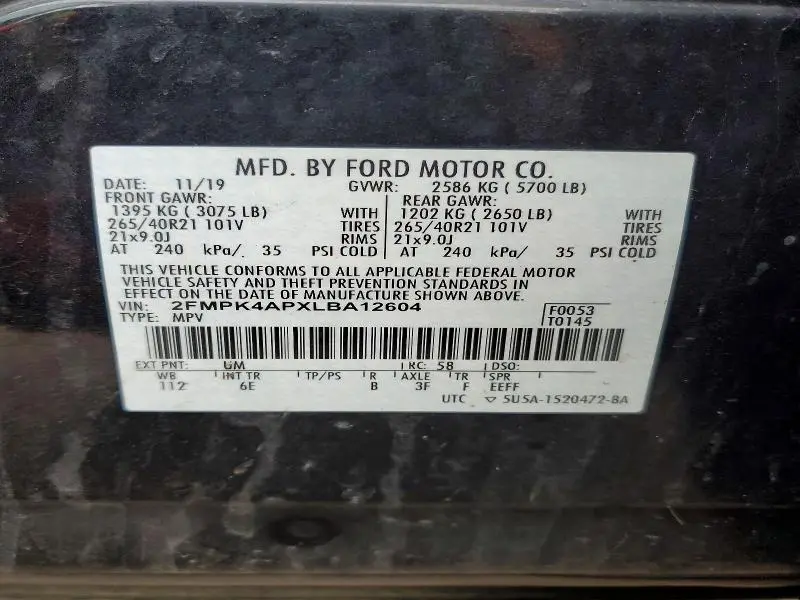 MFD. BY FORD MOTOR CO.
DATE: 11/19 GVWR: 2586 KG ( 5700 LB)
FRONT GAWR: REAR GAWR:
1395 KG ( 3075 LB) WITH 1202 KG ( 2650 LB) WITH
265/40R21 101V TIRES 265/40R21 101V TIRES
21x9.0J RIMS 21x9.0J RIMS
AT 240 kPa/ 35 PSI COLD AT 240 kPa/ 35 PSI COLD
THIS VEHICLE CONFORMS TO ALL APPLICABLE FEDERAL MOTOR
VEHICLE SAFETY AND THEFT PREVENTION STANDARDS IN
EFFECT ON THE DATE OF MANUFACTURE SHOWN ABOVE.
VIN: 2FMPK4APXLBA12604 F0053
TYPE: MPV T0145
EXT PNT: UM RC: 58 DSO:
WB INT TR TP/PS R AXLE TR SPR
112 6E B 3F F EEFF
UTC ▽ 5U5A-1520472-BA